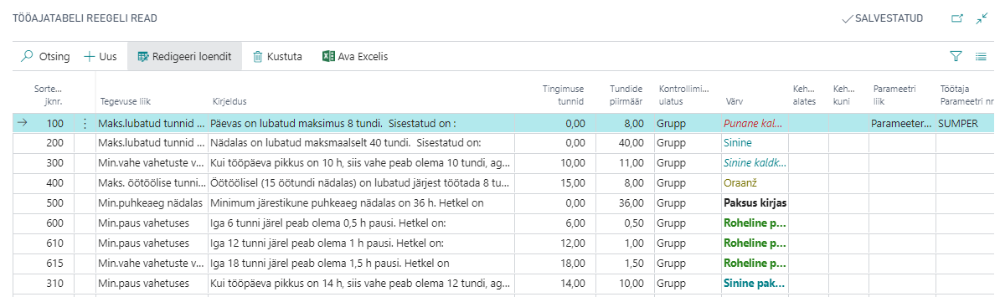 TÖÖAJATABELI REEGELI READ
SALVESTATUD
Otsing Uus Redigeeri loendit Kustuta Ava Excelis
Sorte... jknr. Tegevuse liik Kirjeldus Tingimuse tunnid Tundide piirmäär Kontrollimi... ulatus Värv Keh... alates Keh... kuni Parameetri liik Töötaja Parameetri nr
100 Maks.lubatud tunnid ... Päevas on lubatud maksimus 8 tundi. Sisestatud on : 0,00 8,00 Grupp Punane kal... Parameeter... SUMPER
200 Maks.lubatud tunnid ... Nädalas on lubatud maksmaalselt 40 tundi. Sisestatud on: 0,00 40,00 Grupp Sinine
300 Min.vahe vahetuste v... Kui tööpäeva pikkus on 10 h, siis vahe peab olema 10 tundi, ag... 10,00 11,00 Grupp Sinine kaldk...
400 Maks. öötöölise tunni... Öötöölisel (15 öötundi nädalas) on lubatud järjest töötada 8 tu... 15,00 8,00 Grupp Oraanž
500 Min.puhkeaeg nädalas Minimum järestikune puhkeaeg nädalas on 36 h. Hetkel on 0,00 36,00 Grupp Paksus kirjas
600 Min.paus vahetuses Iga 6 tunni järel peab olema 0,5 h pausi. Hetkel on: 6,00 0,50 Grupp Roheline p...
610 Min.paus vahetuses Iga 12 tunni järel peab olema 1 h pausi. Hetkel on: 12,00 1,00 Grupp Roheline p...
615 Min.paus vahetuses Iga 18 tunni järel peab olema 1,5 h pausi. Hetkel on 18,00 1,50 Grupp Roheline p...
310 Min.paus vahetuses Kui tööpäeva pikkus on 14 h, siis vahe peab olema 12 tundi, ag... 14,00 10,00 Grupp Sinine pak...